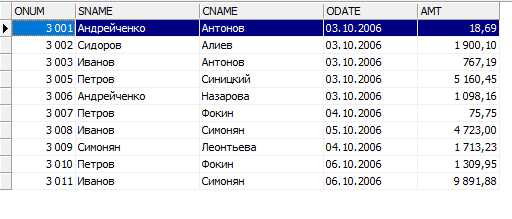 ONUM SNAME CNAME ODATE AMT
3 001 Андрейченко Антонов 03.10.2006 18,69
3 002 Сидоров Алиев 03.10.2006 1 900,10
3 003 Иванов Антонов 03.10.2006 767,19
3 005 Петров Синицкий 03.10.2006 5 160,45
3 006 Андрейченко Назарова 03.10.2006 1 098,16
3 007 Петров Фокин 04.10.2006 75,75
3 008 Иванов Симонян 05.10.2006 4 723,00
3 009 Симонян Леонтьева 04.10.2006 1 713,23
3 010 Петров Фокин 06.10.2006 1 309,95
3 011 Иванов Симонян 06.10.2006 9 891,88